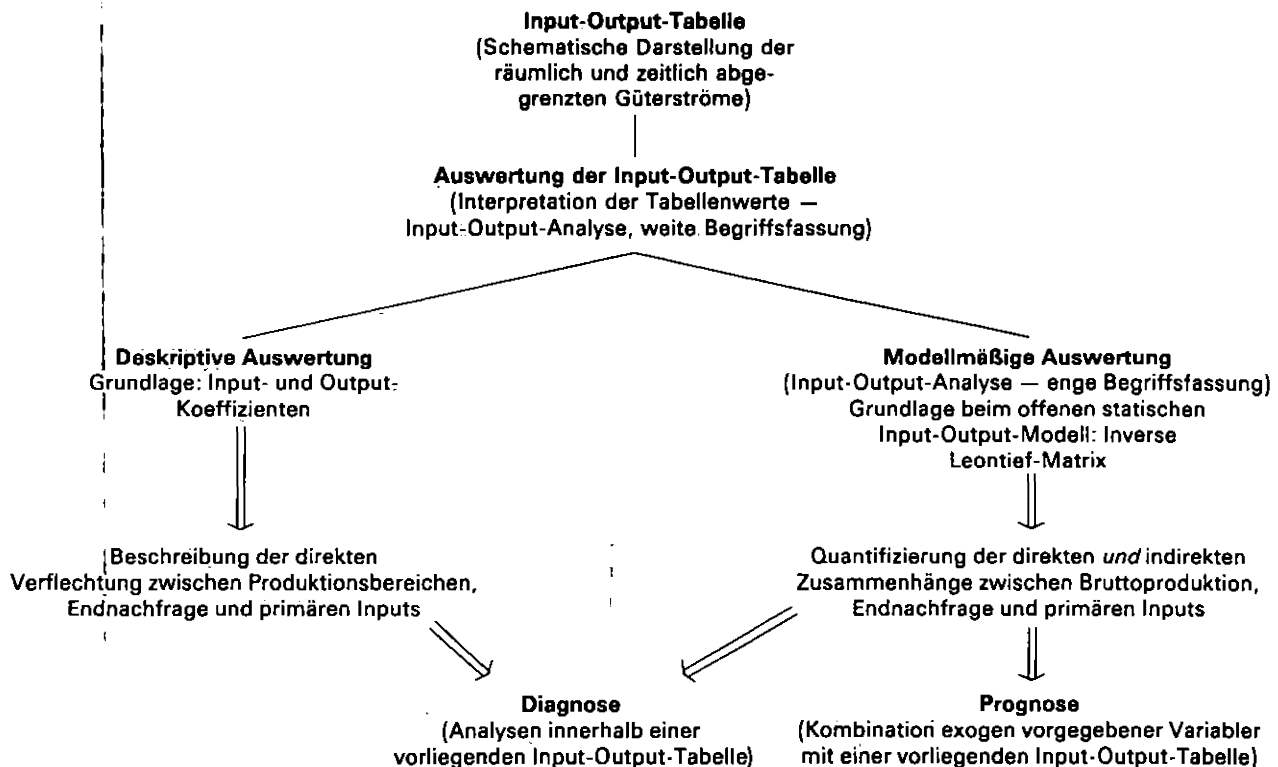 Input-Output-Tabelle
(Schematische Darstellung der
räumlich und zeitlich abge-
grenzten Güterströme)
Auswertung der Input-Output-Tabelle
(Interpretation der Tabellenwerte —
Input-Output-Analyse, weite Begriffsfassung)
Deskriptive Auswertung
Grundlage: Input- und Output-
Koeffizienten
Modellmäßige Auswertung
(Input-Output-Analyse — enge Begriffsfassung)
Grundlage beim offenen statischen
Input-Output-Modell: Inverse
Leontief-Matrix
Beschreibung der direkten
Verflechtung zwischen Produktionsbereichen,
Endnachfrage und primären Inputs
Quantifizierung der direkten und indirekten
Zusammenhänge zwischen Bruttoproduktion,
Endnachfrage und primären Inputs
Diagnose
(Analysen innerhalb einer
vorliegenden Input-Output-Tabelle)
Prognose
(Kombination exogen vorgegebener Variabler
mit einer vorliegenden Input-Output-Tabelle)